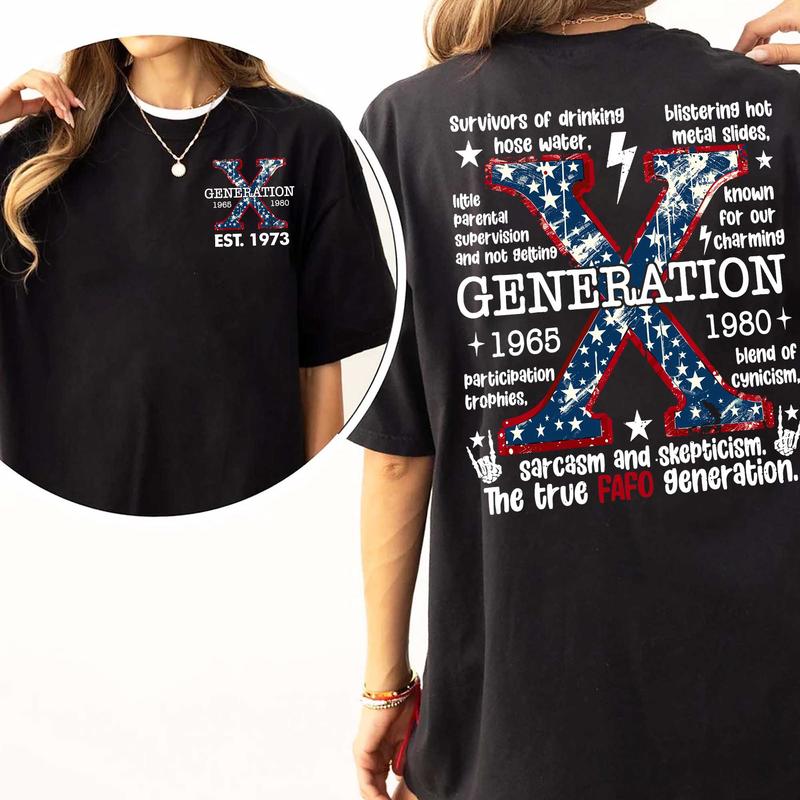 GENERATION
1965 1980
EST. 1973
Survivors of drinking
hose water,
blistering hot
metal slides,
little
parental
supervision
and not getting
known
for our
charming
X
GENERATION
1965
1980
participation
trophies,
blend of
cynicism,
sarcasm and skepticism.
The true FAFO generation.